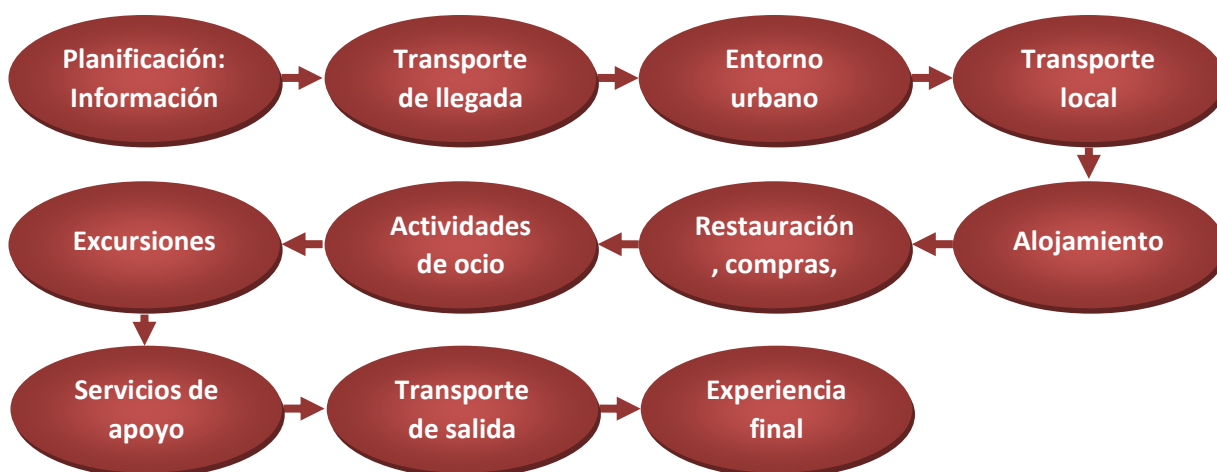 Planificación:
Información
Transporte
de llegada
Entorno
urbano
Transporte
local
Alojamiento
Restauración
, compras,
Actividades
de ocio
Excursiones
Servicios de
apoyo
Transporte
de salida
Experiencia
final